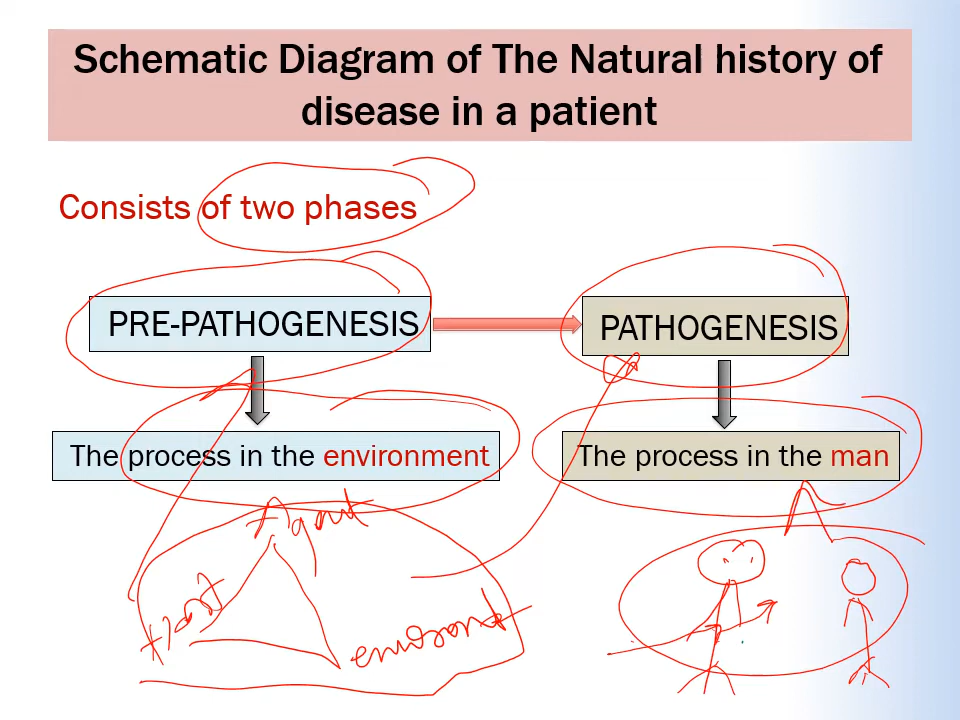 Schematic Diagram of The Natural history of
disease in a patient
Consists of two phases
PRE-PATHOGENESIS
PATHOGENESIS
The process in the environment
The process in the man
Agent
Host